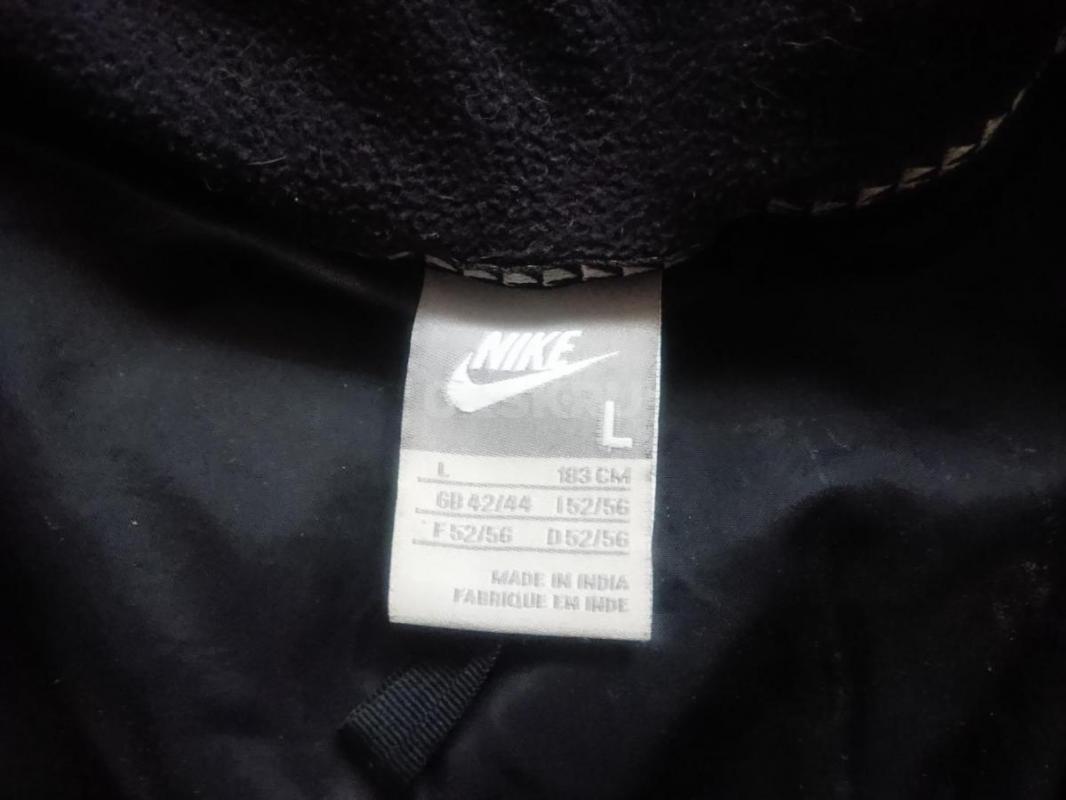 NIKE
L
L 183 CM
GB 42/44 I 52/56
F 52/56 D 52/56
MADE IN INDIA
FABRIQUE EN INDE